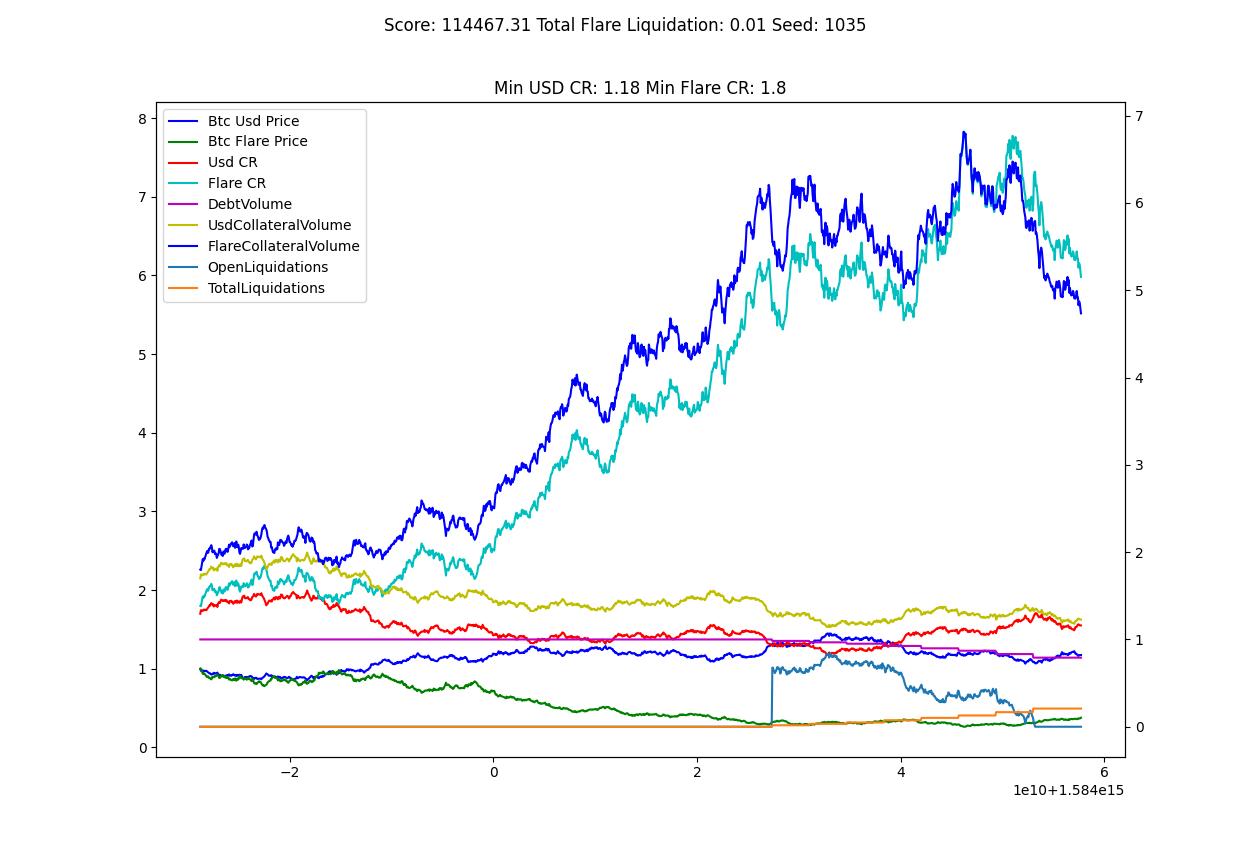 Score: 114467.31 Total Flare Liquidation: 0.01 Seed: 1035
Min USD CR: 1.18 Min Flare CR: 1.8
Btc Usd Price
Btc Flare Price
Usd CR
Flare CR
DebtVolume
UsdCollateralVolume
FlareCollateralVolume
OpenLiquidations
TotalLiquidations
8
7
6
5
4
3
2
1
0
7
6
5
4
3
2
1
0
−2
0
2
4
6
1e10+1.584e15